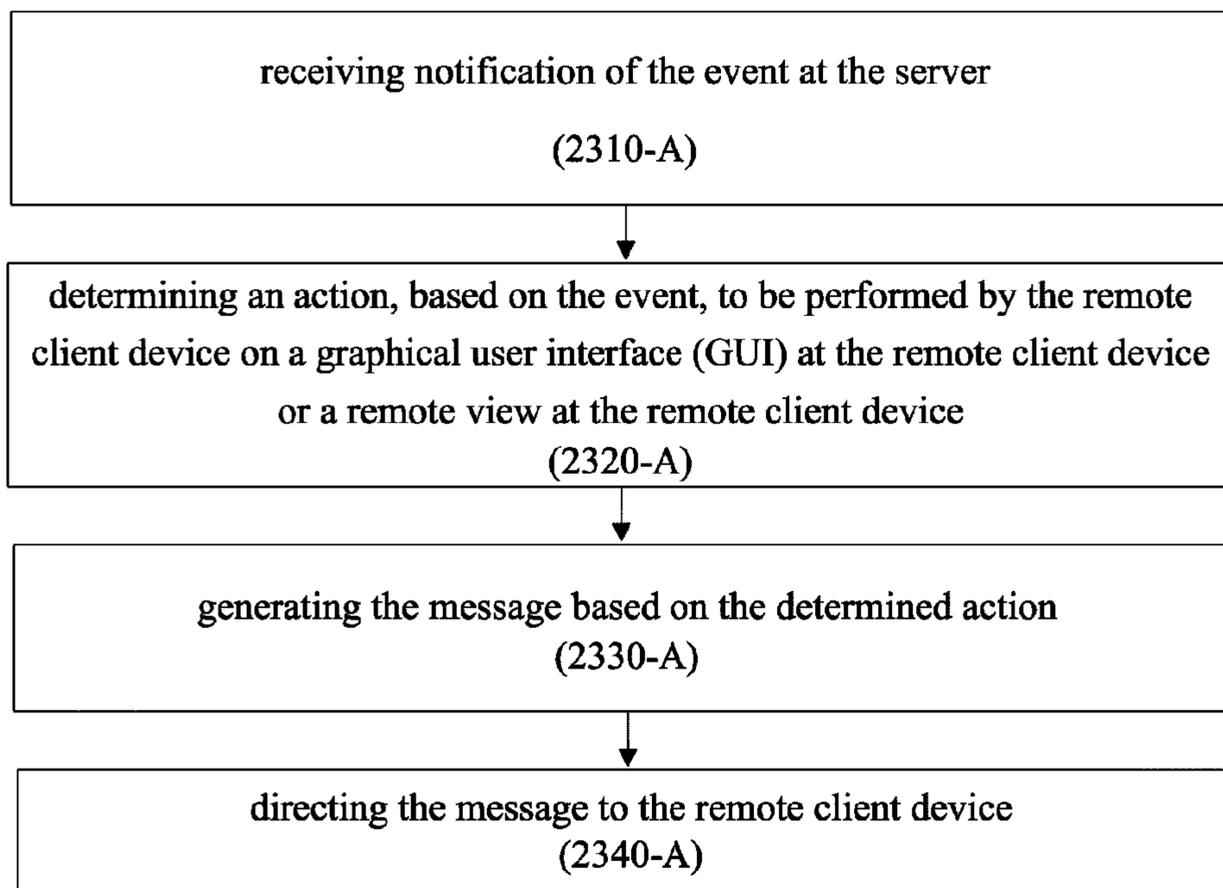 receiving notification of the event at the server
(2310-A)
determining an action, based on the event, to be performed by the remote
client device on a graphical user interface (GUI) at the remote client device
or a remote view at the remote client device
(2320-A)
generating the message based on the determined action
(2330-A)
directing the message to the remote client device
(2340-A)